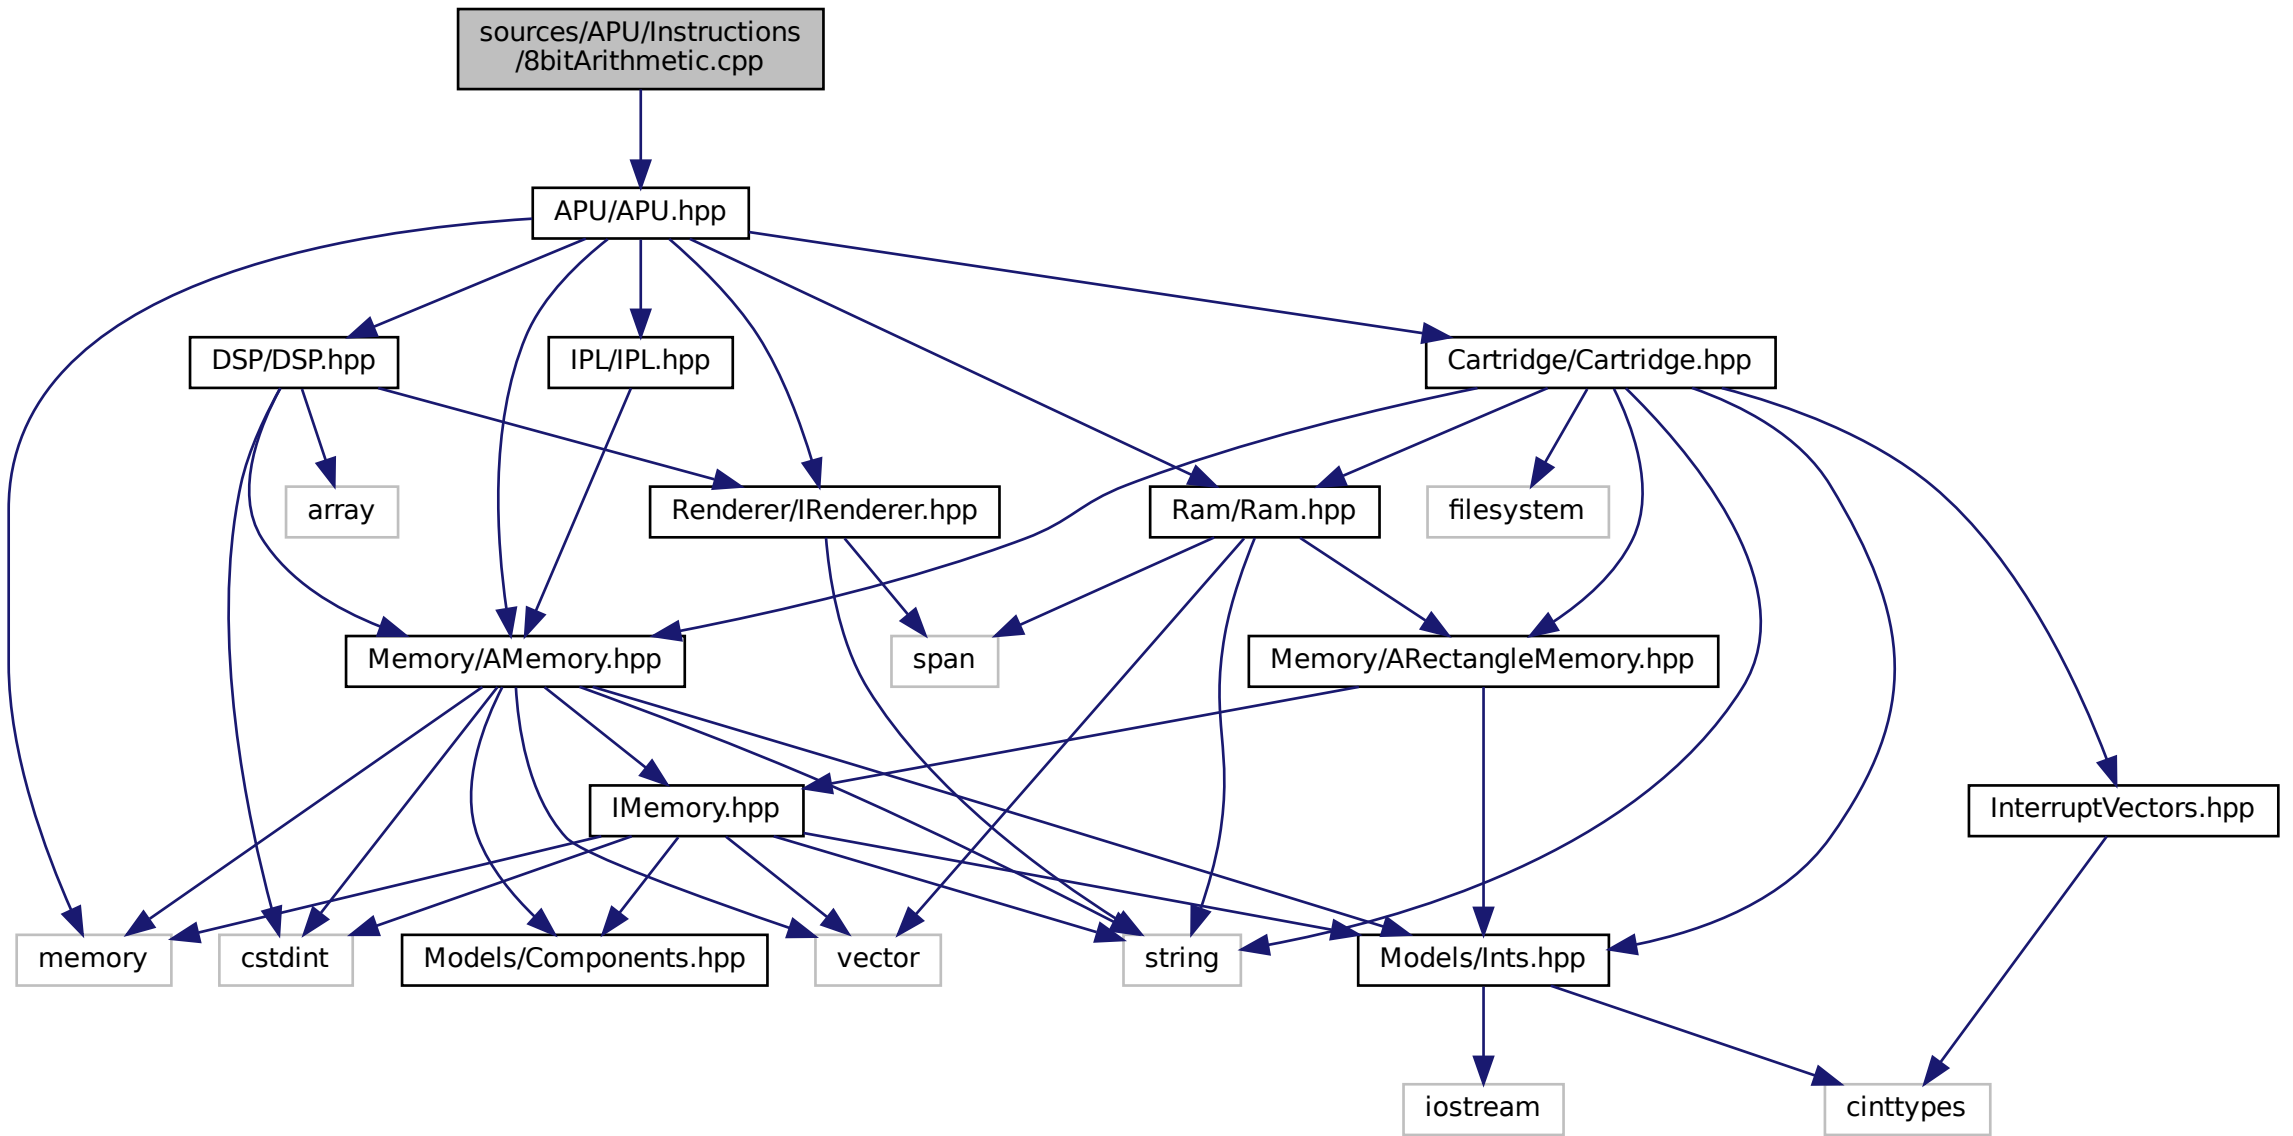 sources/APU/Instructions
/8bitArithmetic.cpp
APU/APU.hpp
DSP/DSP.hpp
IPL/IPL.hpp
Cartridge/Cartridge.hpp
array
Renderer/IRenderer.hpp
Ram/Ram.hpp
filesystem
Memory/AMemory.hpp
span
Memory/ARectangleMemory.hpp
IMemory.hpp
InterruptVectors.hpp
memory
cstdint
Models/Components.hpp
vector
string
Models/Ints.hpp
iostream
cinttypes